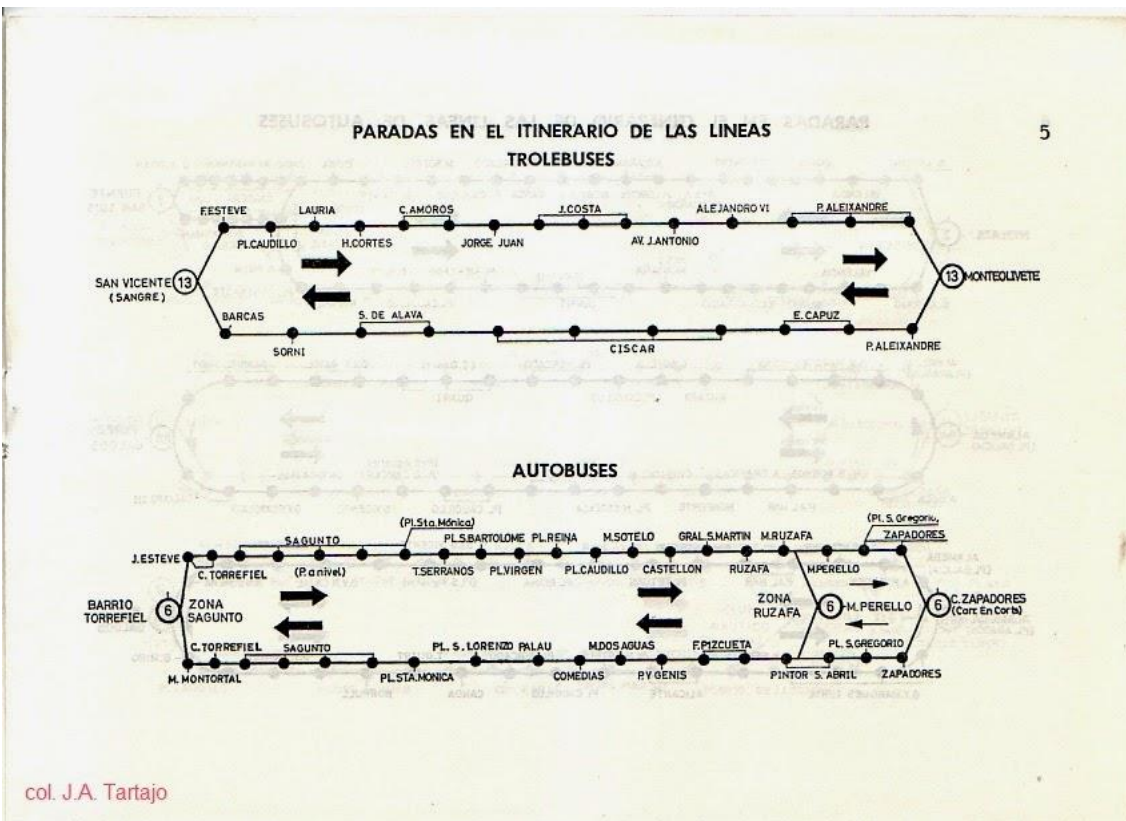 PARADAS EN EL ITINERARIO DE LAS LINEAS
5
TROLEBUSES
F.ESTEVE
LAURIA
C.AMOROS
J.COSTA
ALEJANDRO VI
P.ALEIXANDRE
PL.CAUDILLO
H.CORTES
JORGE JUAN
AV. J.ANTONIO
SAN VICENTE
(SANGRE)
13
13
MONTEOLIVETE
BARCAS
S. DE ALAVA
E. CAPUZ
SORNI
CISCAR
P.ALEIXANDRE
AUTOBUSES
(Pl.Sta.Mónica)
(Pl. S. Gregorio,
J.ESTEVE
SAGUNTO
PL.S.BARTOLOME
PL.REINA
M.SOTELO
GRAL.S.MARTIN
M.RUZAFA
ZAPADORES
C.TORREFIEL
(P. a nivel)
T.SERRANOS
PL.VIRGEN
PL.CAUDILLO
CASTELLON
RUZAFA
M.PERELLO
BARRIO
TORREFIEL
6
ZONA
SAGUNTO
ZONA
RUZAFA
6
M. PERELLO
6
C. ZAPADORES
(Carr. En Corts)
C.TORREFIEL
SAGUNTO
PL. S. LORENZO
PALAU
M.DOS AGUAS
F.PIZCUETA
PL. S.GREGORIO
M. MONTORTAL
PL.STA.MONICA
COMEDIAS
P.Y GENIS
PINTOR S. ABRIL
ZAPADORES
col. J.A. Tartajo